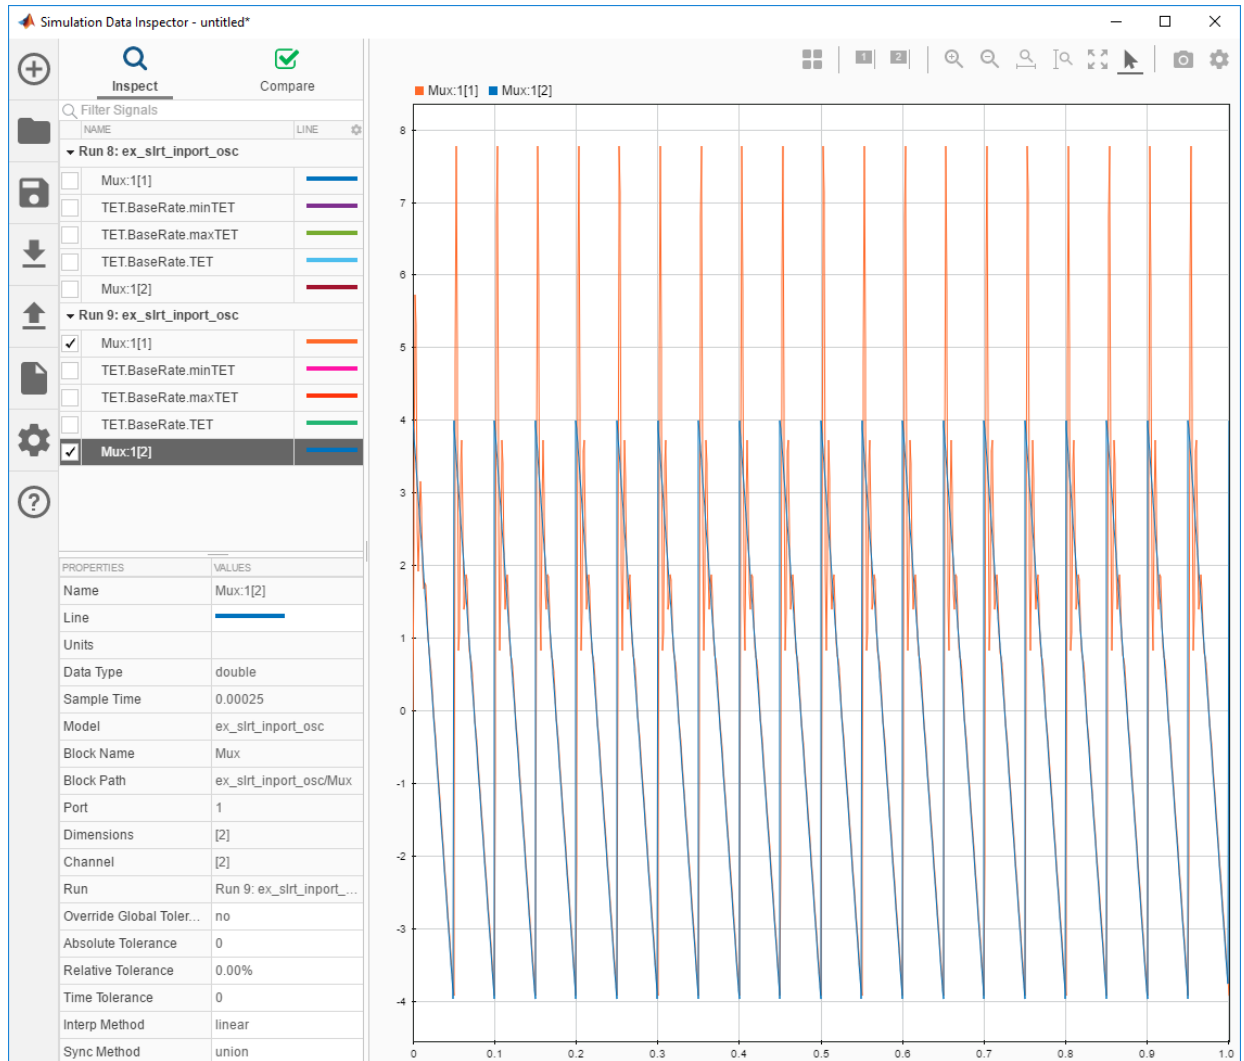 Simulation Data Inspector - untitled*
Inspect
Compare
Filter Signals
NAME LINE
Run 8: ex_slrt_inport_osc
Mux:1[1]
TET.BaseRate.minTET
TET.BaseRate.maxTET
TET.BaseRate.TET
Mux:1[2]
Run 9: ex_slrt_inport_osc
Mux:1[1]
TET.BaseRate.minTET
TET.BaseRate.maxTET
TET.BaseRate.TET
Mux:1[2]
PROPERTIES VALUES
Name Mux:1[2]
Line
Units
Data Type double
Sample Time 0.00025
Model ex_slrt_inport_osc
Block Name Mux
Block Path ex_slrt_inport_osc/Mux
Port 1
Dimensions [2]
Channel [2]
Run Run 9: ex_slrt_inport_...
Override Global Toler... no
Absolute Tolerance 0
Relative Tolerance 0.00%
Time Tolerance 0
Interp Method linear
Sync Method union
1 2
Mux:1[1] Mux:1[2]
8
7
6
5
4
3
2
1
0
-1
-2
-3
-4
0 0.1 0.2 0.3 0.4 0.5 0.6 0.7 0.8 0.9 1.0